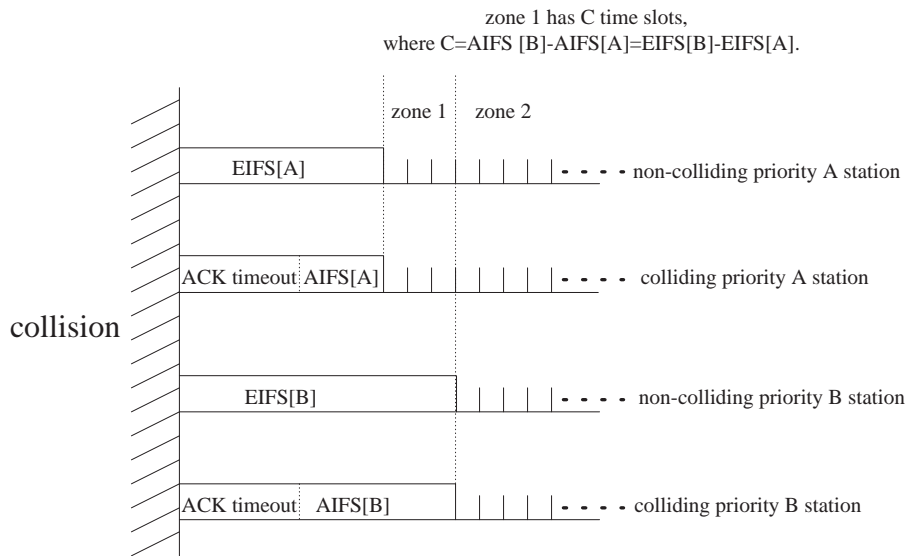 zone 1 has C time slots,
where C=AIFS [B]-AIFS[A]=EIFS[B]-EIFS[A].
zone 1 zone 2
EIFS[A] non-colliding priority A station
ACK timeout AIFS[A] colliding priority A station
collision
EIFS[B] non-colliding priority B station
ACK timeout AIFS[B] colliding priority B station